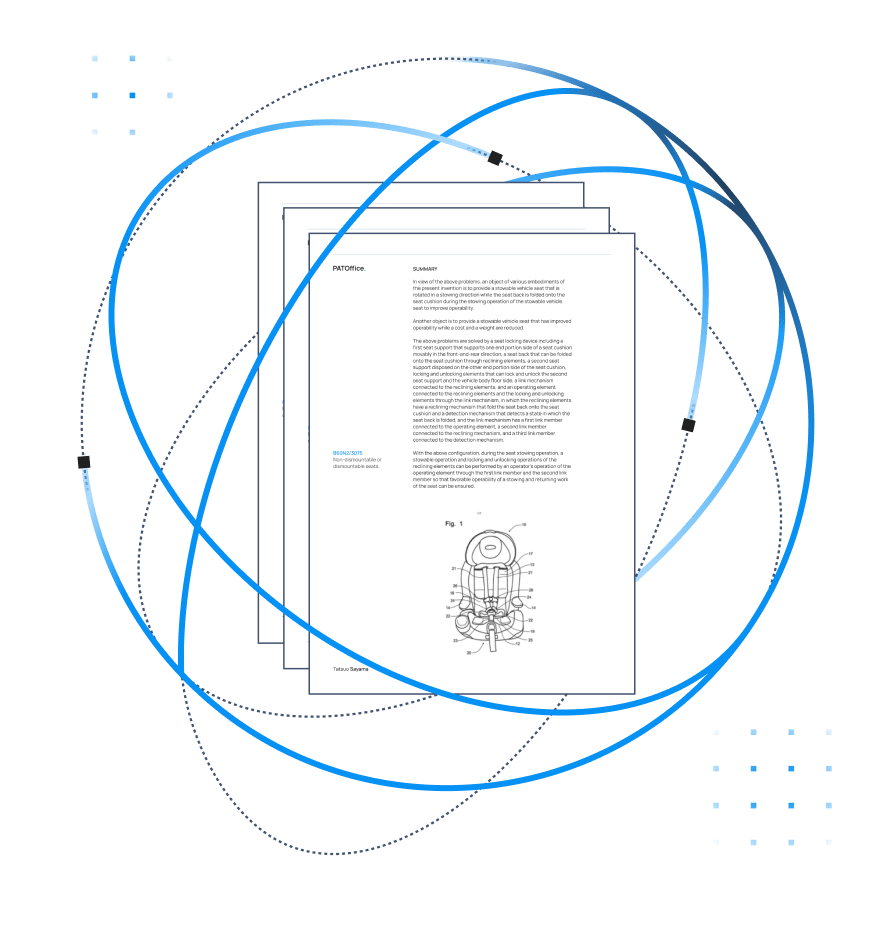 PATOffice.
SUMMARY
In view of the above problems, an object of various embodiments of
the present invention is to provide a stowable vehicle seat that is
rotated in a stowing direction while the seat back is folded onto the
seat cushion during the stowing operation of the stowable vehicle
seat to improve operability.
Another object is to provide a stowable vehicle seat that has improved
operability while a cost and a weight are reduced.
The above problems are solved by a seat locking device including a
first seat support that supports one end portion side of a seat cushion
movably in the front-and-rear direction, a seat back that can be folded
onto the seat cushion through reclining elements, a second seat
support disposed on the other end portion side of the seat cushion,
locking and unlocking elements that can lock and unlock the second
seat support and the vehicle body floor side, a link mechanism
connected to the reclining elements, and an operating element
connected to the reclining elements and the locking and unlocking
elements through the link mechanism, in which the reclining elements
have a reclining mechanism that fold the seat back onto the seat
cushion and a detection mechanism that detects a state in which the
seat back is folded, and the link mechanism has a first link member
connected to the operating element, a second link member
connected to the reclining mechanism, and a third link member
connected to the detection mechanism.
B60N2/3075
Non-dismountable or
dismountable seats.
With the above configuration, during the seat stowing operation, a
stowable operation and locking and unlocking operations of the
reclining elements can be performed by an operator's operation of the
operating element through the first link member and the second link
member so that favorable operability of a stowing and returning work
of the seat can be ensured.
Fig. 1
Tatsuo Sayama